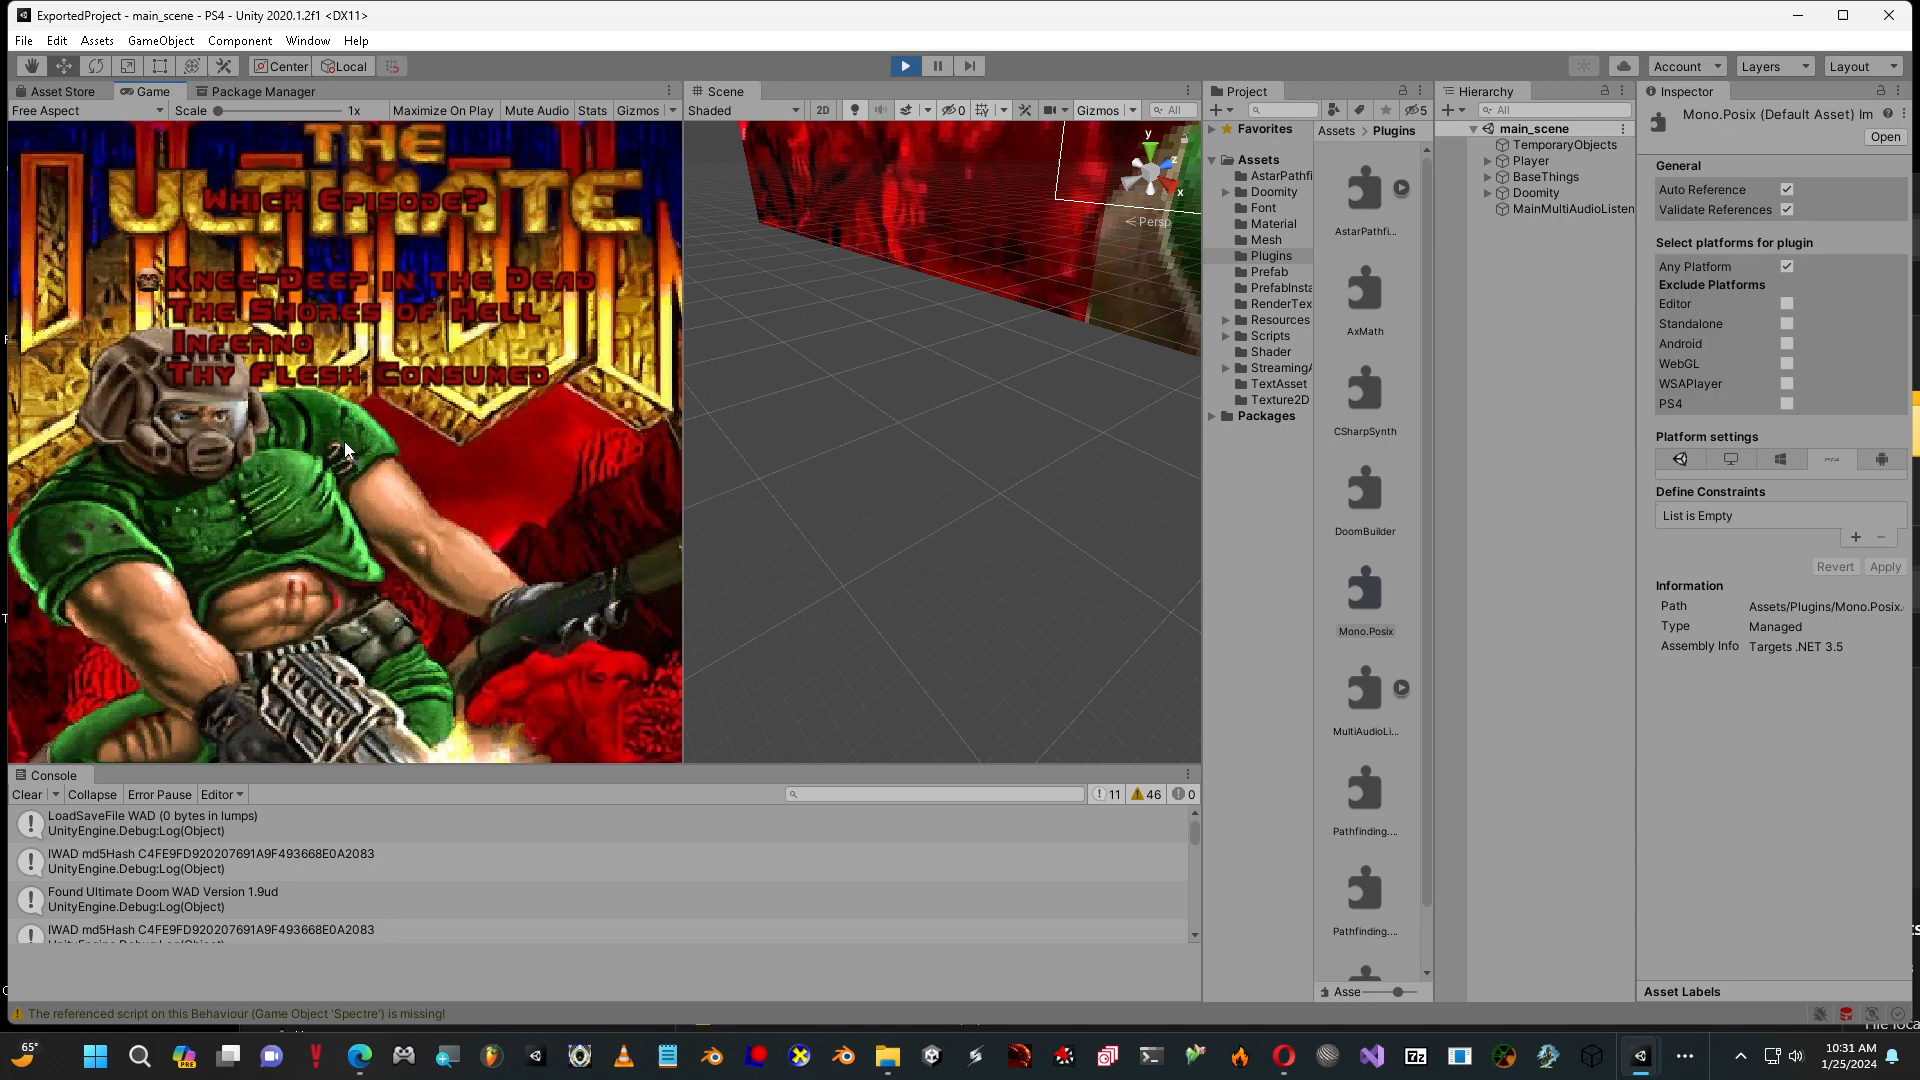 ExportedProject - main_scene - PS4 - Unity 2020.1.2f1 <DX11>
File Edit Assets GameObject Component Window Help
Center Local Account Layers Layout
Asset Store Game Package Manager
Free Aspect Scale 1x Maximize On Play Mute Audio Stats Gizmos
THE
ULTIMATE
Which Episode?
Knee-Deep in the Dead
The Shores of Hell
Inferno
Thy Flesh Consumed
Scene
Shaded 2D 0 Gizmos All
y
z
x
Persp
Project
5
Favorites
Assets
AstarPathfi
Doomity
Font
Material
Mesh
Plugins
Prefab
PrefabInsta
RenderTex
Resources
Scripts
Shader
StreamingA
TextAsset
Texture2D
Packages
Assets > Plugins
AstarPathfi...
AxMath
CSharpSynth
DoomBuilder
Mono.Posix
MultiAudioLi...
Pathfinding....
Pathfinding....
Asse
Hierarchy
All
main_scene
TemporaryObjects
Player
BaseThings
Doomity
MainMultiAudioListen
Inspector
Mono.Posix (Default Asset) Im
Open
General
Auto Reference
Validate References
Select platforms for plugin
Any Platform
Exclude Platforms
Editor
Standalone
Android
WebGL
WSAPlayer
PS4
Platform settings
Define Constraints
List is Empty
Revert Apply
Information
Path Assets/Plugins/Mono.Posix.
Type Managed
Assembly Info Targets .NET 3.5
Asset Labels
Console
Clear Collapse Error Pause Editor 11 46 0
LoadSaveFile WAD (0 bytes in lumps)
UnityEngine.Debug:Log(Object)
IWAD md5Hash C4FE9FD920207691A9F493668E0A2083
UnityEngine.Debug:Log(Object)
Found Ultimate Doom WAD Version 1.9ud
UnityEngine.Debug:Log(Object)
IWAD md5Hash C4FE9FD920207691A9F493668E0A2083
The referenced script on this Behaviour (Game Object 'Spectre') is missing!
65°
PRE
7z
10:31 AM
1/25/2024